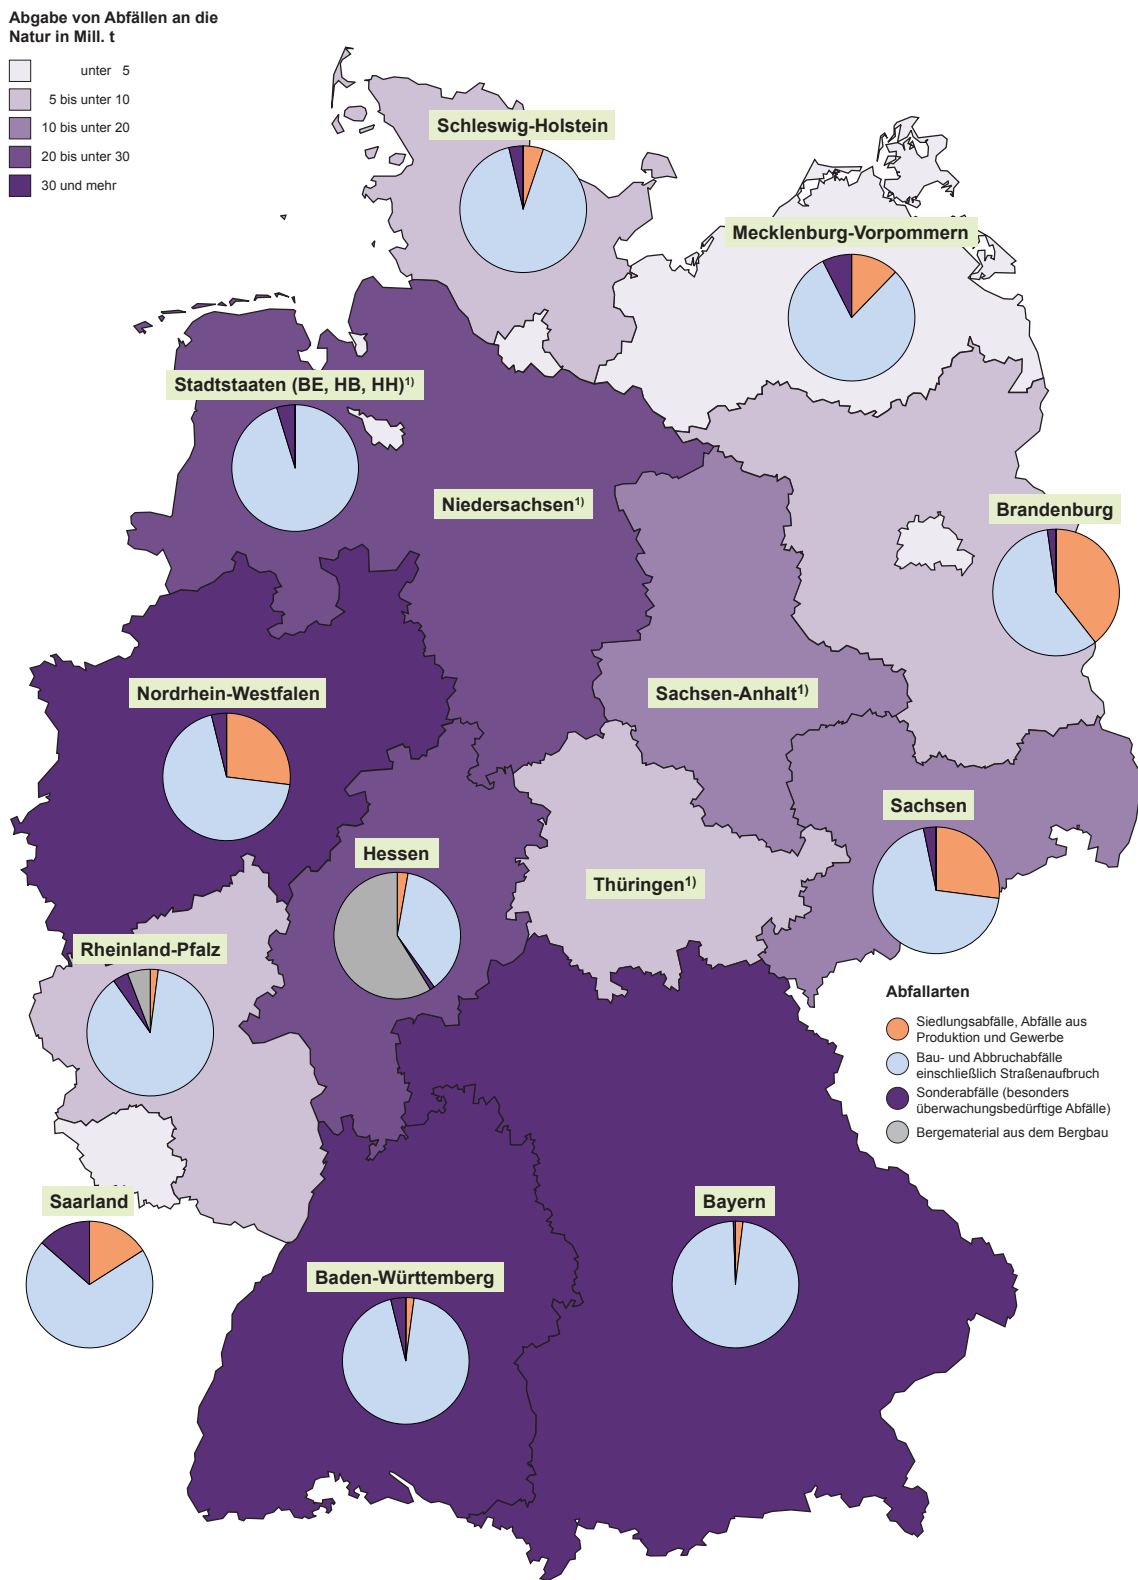 Abgabe von Abfällen an die
Natur in Mill. t
unter 5
5 bis unter 10
10 bis unter 20
20 bis unter 30
30 und mehr
Schleswig-Holstein
Mecklenburg-Vorpommern
Stadtstaaten (BE, HB, HH)¹⁾
Niedersachsen¹⁾
Brandenburg
Nordrhein-Westfalen
Sachsen-Anhalt¹⁾
Sachsen
Hessen
Thüringen¹⁾
Rheinland-Pfalz
Abfallarten
Siedlungsabfälle, Abfälle aus
Produktion und Gewerbe
Bau- und Abbruchabfälle
einschließlich Straßenaufbruch
Sonderabfälle (besonders
überwachungsbedürftige Abfälle)
Bergematerial aus dem Bergbau
Saarland
Bayern
Baden-Württemberg